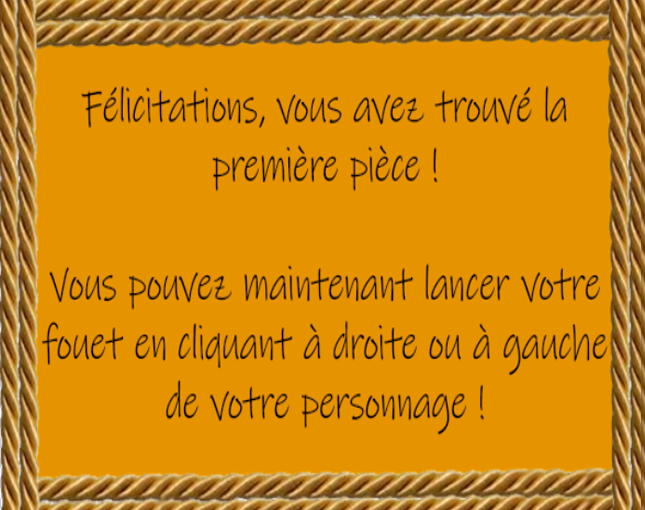 Félicitations, vous avez trouvé la
première pièce !
Vous pouvez maintenant lancer votre
fouet en cliquant à droite ou à gauche
de votre personnage !